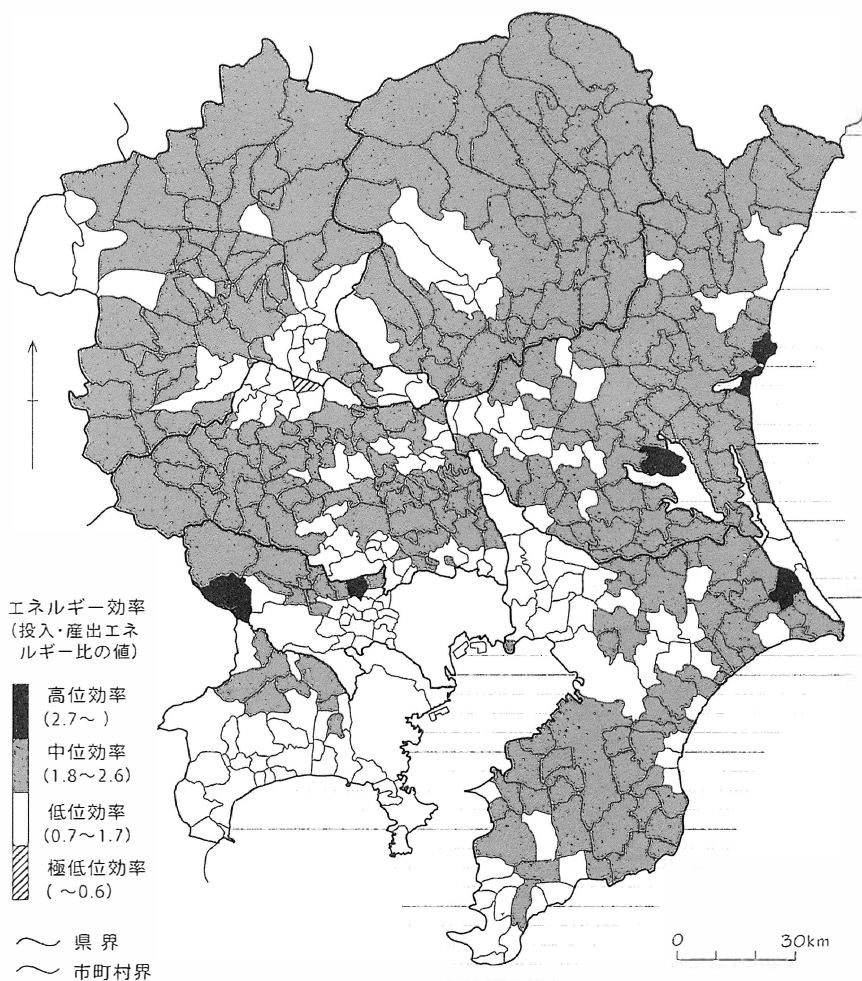 エネルギー効率
(投入・産出エネ
ルギー比の値)
高位効率
(2.7～ )
中位効率
(1.8～2.6)
低位効率
(0.7～1.7)
極低位効率
( ～0.6)
県 界
市町村界
0 30km